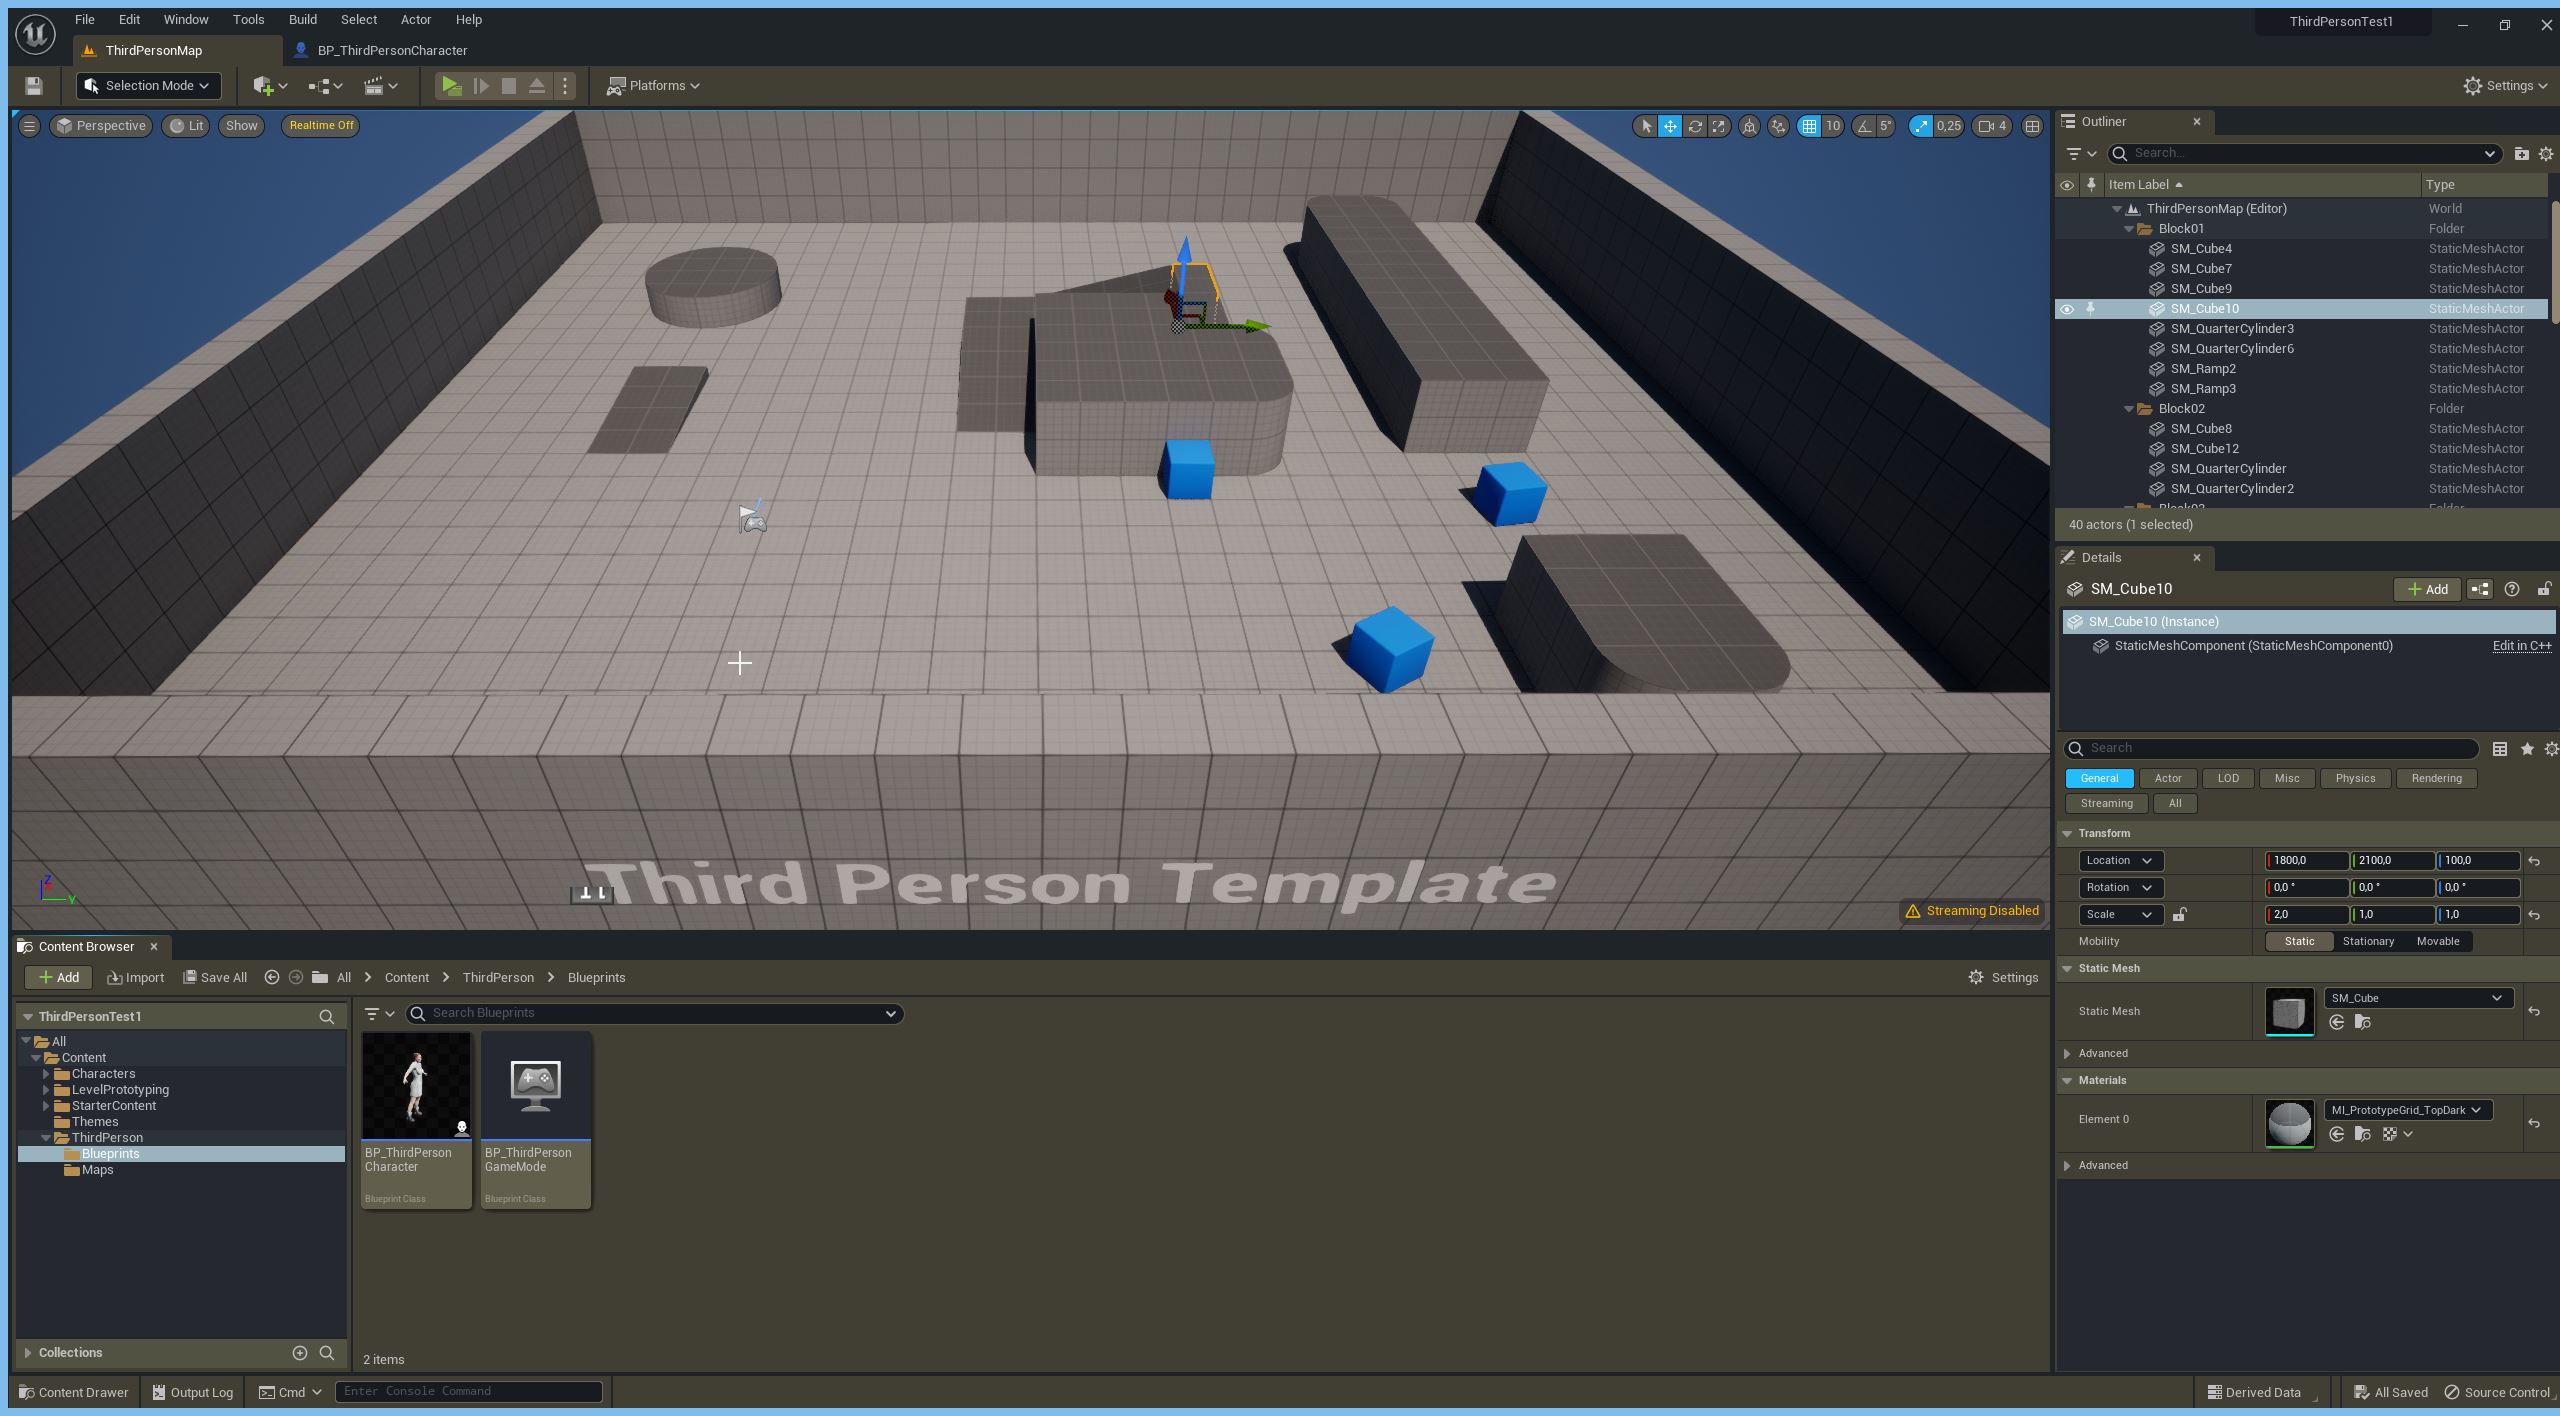 File Edit Window Tools Build Select Actor Help
ThirdPersonTest1
ThirdPersonMap
BP_ThirdPersonCharacter
Selection Mode
Platforms
Settings
Perspective
Lit
Show
Realtime Off
10
5°
0,25
4
Third Person Template
Streaming Disabled
Z
Y
Outliner
Search...
Item Label
Type
ThirdPersonMap (Editor) World
Block01 Folder
SM_Cube4 StaticMeshActor
SM_Cube7 StaticMeshActor
SM_Cube9 StaticMeshActor
SM_Cube10 StaticMeshActor
SM_QuarterCylinder3 StaticMeshActor
SM_QuarterCylinder6 StaticMeshActor
SM_Ramp2 StaticMeshActor
SM_Ramp3 StaticMeshActor
Block02 Folder
SM_Cube8 StaticMeshActor
SM_Cube12 StaticMeshActor
SM_QuarterCylinder StaticMeshActor
SM_QuarterCylinder2 StaticMeshActor
40 actors (1 selected)
Details
SM_Cube10
Add
SM_Cube10 (Instance)
StaticMeshComponent (StaticMeshComponent0)
Edit in C++
Search
General Actor LOD Misc Physics Rendering
Streaming All
Transform
Location 1800,0 2100,0 100,0
Rotation 0,0 ° 0,0 ° 0,0 °
Scale 2,0 1,0 1,0
Mobility Static Stationary Movable
Static Mesh
Static Mesh
SM_Cube
Advanced
Materials
Element 0
MI_PrototypeGrid_TopDark
Advanced
Content Browser
Add
Import
Save All
All
Content
ThirdPerson
Blueprints
Settings
ThirdPersonTest1
All
Content
Characters
LevelPrototyping
StarterContent
Themes
ThirdPerson
Blueprints
Maps
Collections
Search Blueprints
BP_ThirdPerson
Character
Blueprint Class
BP_ThirdPerson
GameMode
Blueprint Class
2 items
Content Drawer
Output Log
Cmd
Enter Console Command
Derived Data
All Saved
Source Control